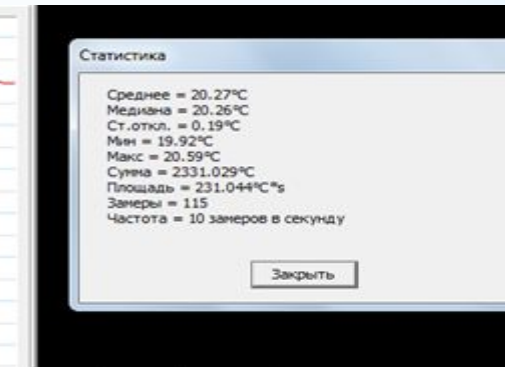 Статистика
Среднее = 20.27°C
Медиана = 20.26°C
Ст.откл. = 0.19°C
Мин = 19.92°C
Макс = 20.59°C
Сумма = 2331.029°C
Площадь = 231.044°C*s
Замеры = 115
Частота = 10 замеров в секунду
Закрыть